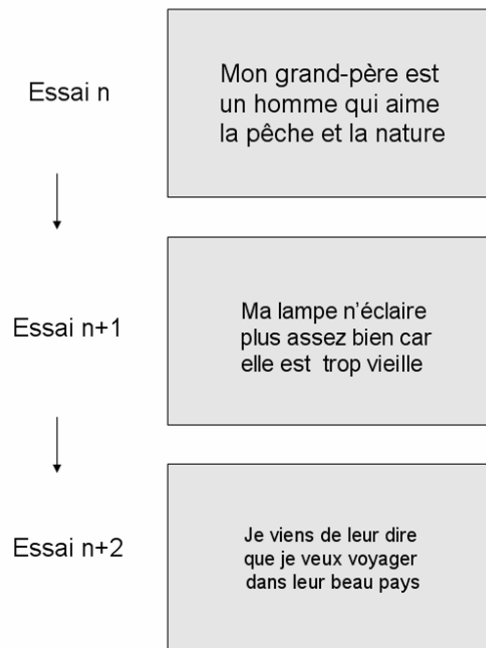 Essai n
Mon grand-père est
un homme qui aime
la pêche et la nature
Essai n+1
Ma lampe n'éclaire
plus assez bien car
elle est trop vieille
Essai n+2
Je viens de leur dire
que je veux voyager
dans leur beau pays